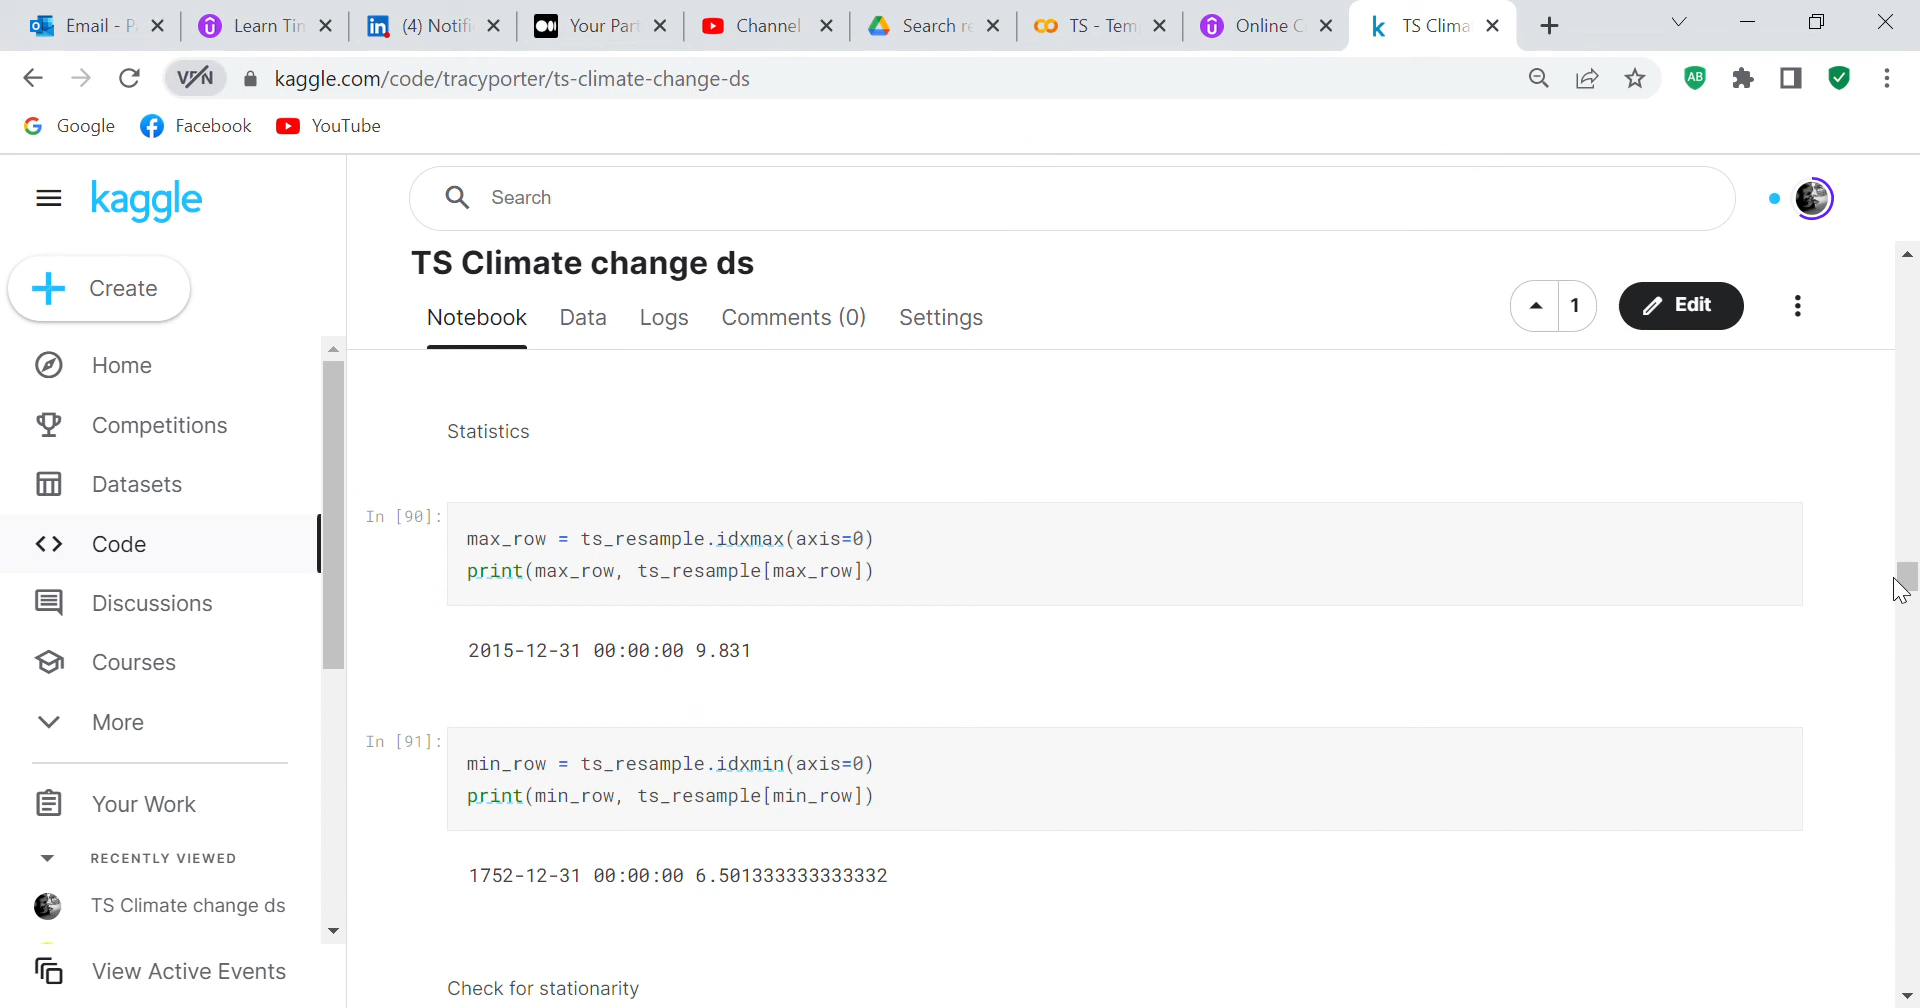 Email - P
Learn Tin
(4) Notifi
Your Part
Channel
Search re
TS - Tem
Online C
TS Clima
VPN
kaggle.com/code/tracyporter/ts-climate-change-ds
AB
Google
Facebook
YouTube
kaggle
Search
Create
TS Climate change ds
Notebook
Data
Logs
Comments (0)
Settings
1
Edit
Home
Competitions
Datasets
Code
Discussions
Courses
More
Your Work
RECENTLY VIEWED
TS Climate change ds
View Active Events
Statistics
In [90]:
max_row = ts_resample.idxmax(axis=0)
print(max_row, ts_resample[max_row])
2015-12-31 00:00:00 9.831
In [91]:
min_row = ts_resample.idxmin(axis=0)
print(min_row, ts_resample[min_row])
1752-12-31 00:00:00 6.501333333333332
Check for stationarity